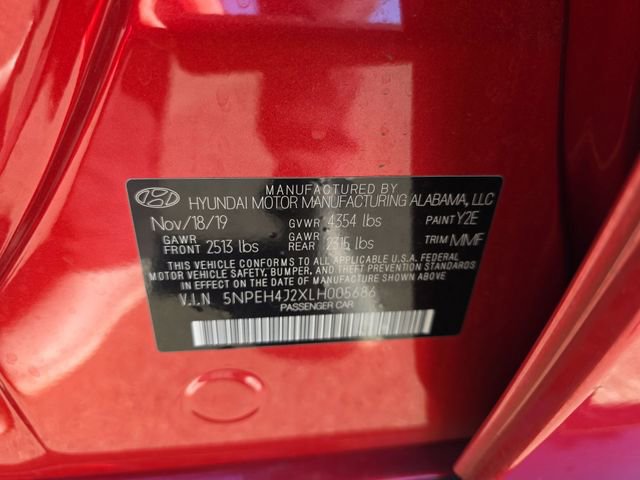 MANUFACTURED BY
HYUNDAI MOTOR MANUFACTURING ALABAMA, LLC
Nov/18/19 GVWR 4354 lbs PAINT Y2E
GAWR FRONT 2513 lbs GAWR REAR 2315 lbs TRIM MMF
THIS VEHICLE CONFORMS TO ALL APPLICABLE U.S.A. FEDERAL
MOTOR VEHICLE SAFETY, BUMPER, AND THEFT PREVENTION STANDARDS
IN EFFECT ON THE DATE OF MANUFACTURE SHOWN ABOVE.
V.I.N 5NPEH4J2XLH005686
PASSENGER CAR